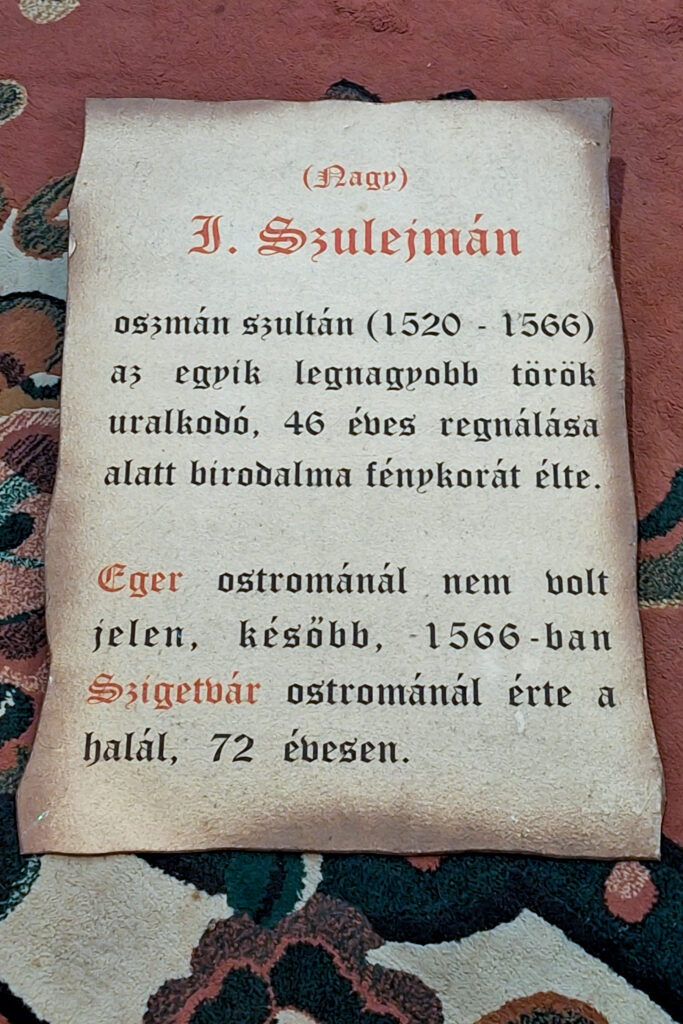 (Nagy)
I. Szulejmán
oszmán szultán (1520 - 1566)
az egyik legnagyobb török
uralkodó, 46 éves regnálása
alatt birodalma fénykorát élte.
Eger ostrománál nem volt
jelen, később, 1566-ban
Szigetvár ostrománál érte a
halál, 72 évesen.